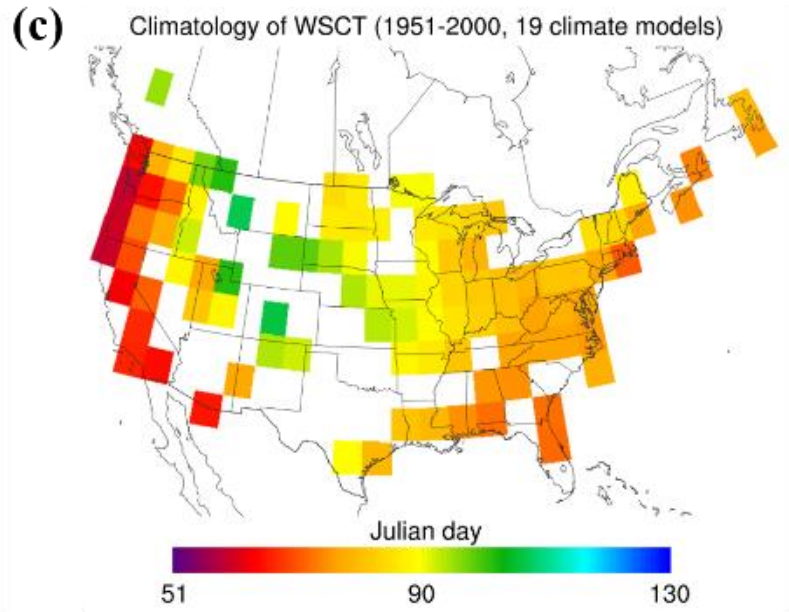 (c)
Climatology of WSCT (1951-2000, 19 climate models)
Julian day
51 90 130